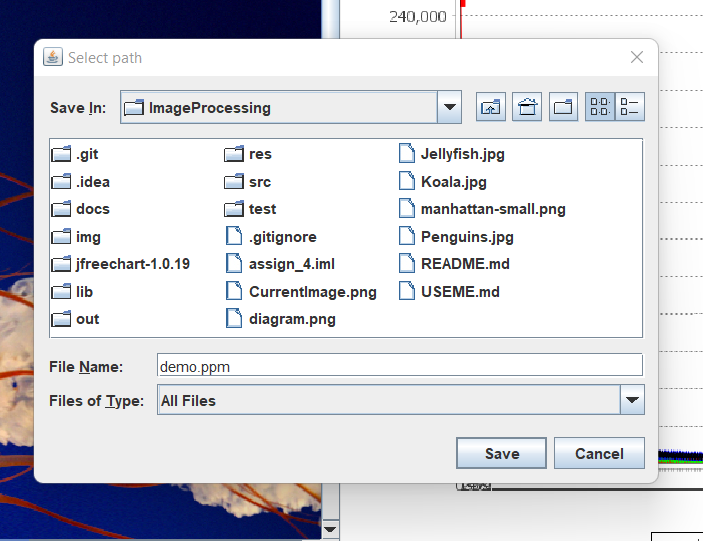 240,000
Select path
Save In: ImageProcessing
.git
.idea
docs
img
jfreechart-1.0.19
lib
out
res
src
test
.gitignore
assign_4.iml
CurrentImage.png
diagram.png
Jellyfish.jpg
Koala.jpg
manhattan-small.png
Penguins.jpg
README.md
USEME.md
File Name: demo.ppm
Files of Type: All Files
Save Cancel